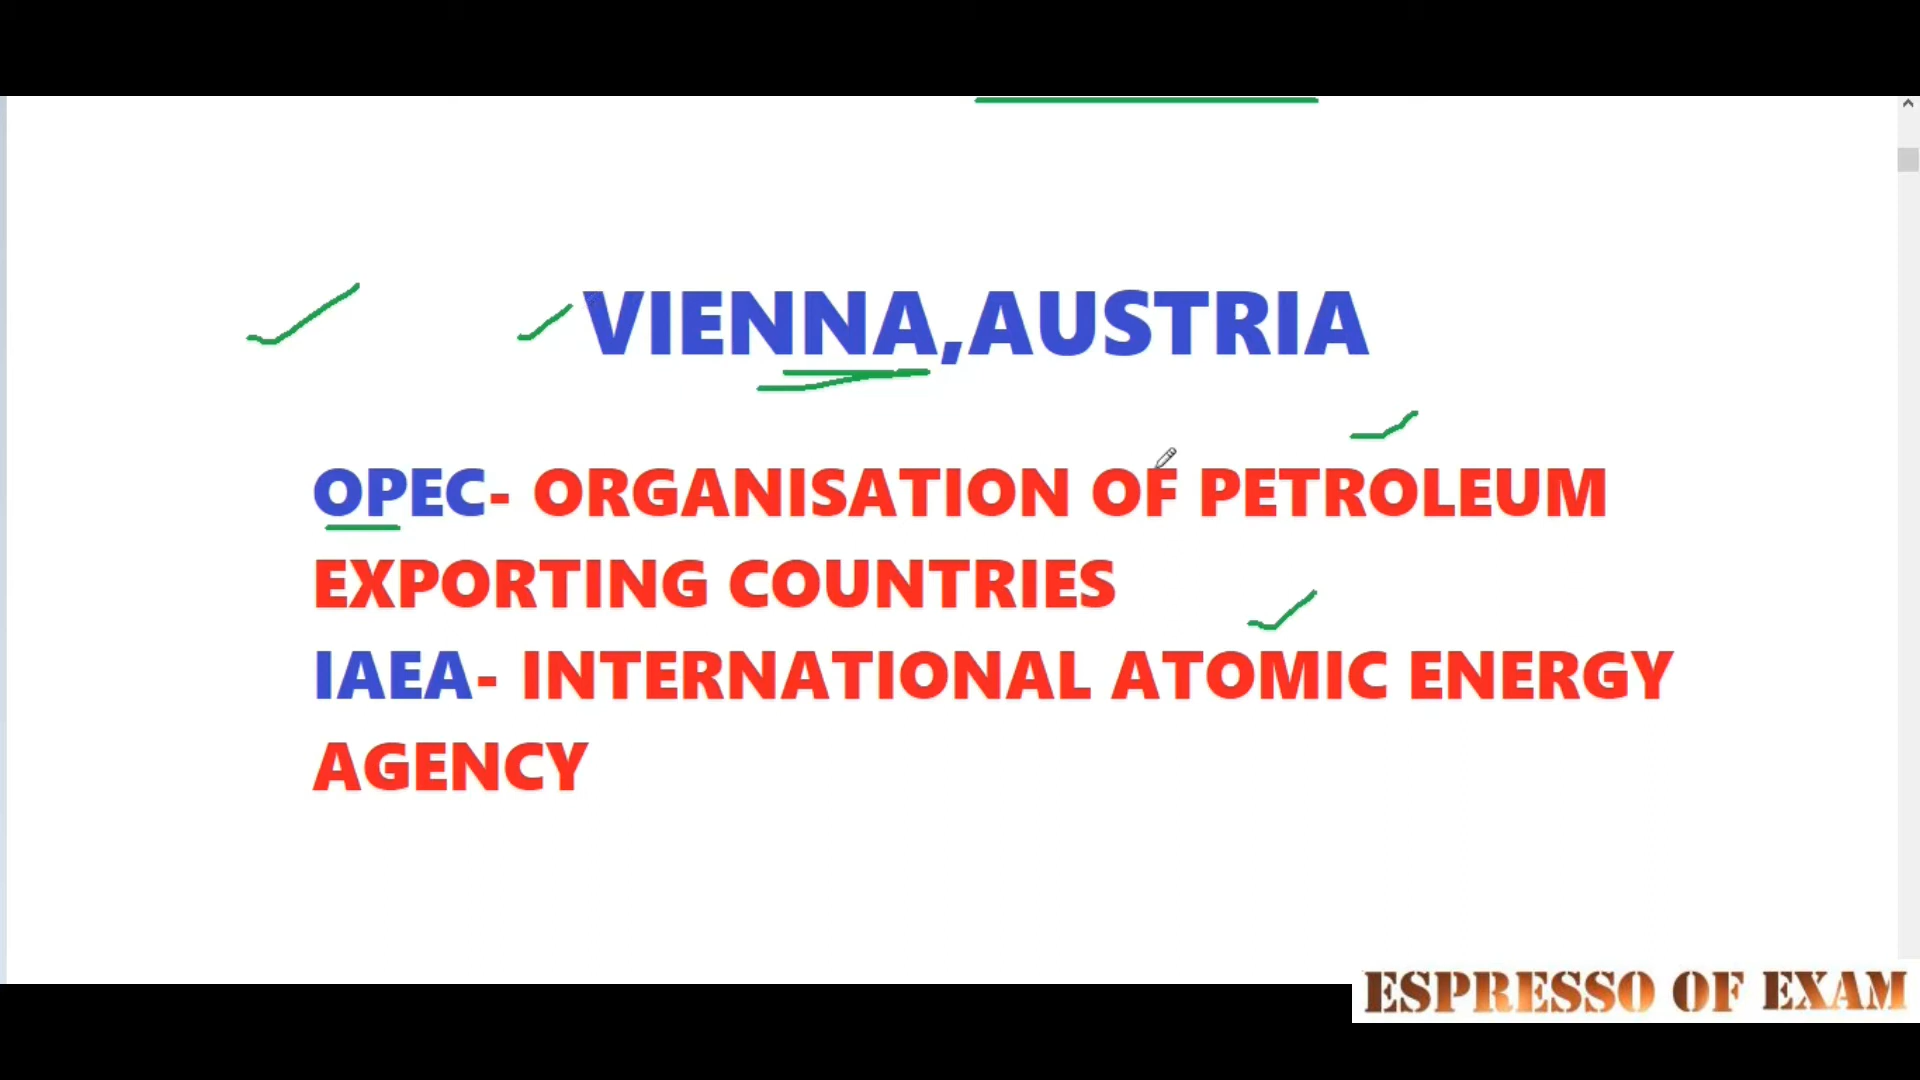 VIENNA,AUSTRIA
OPEC- ORGANISATION OF PETROLEUM
EXPORTING COUNTRIES
IAEA- INTERNATIONAL ATOMIC ENERGY
AGENCY
ESPRESSO OF EXAM